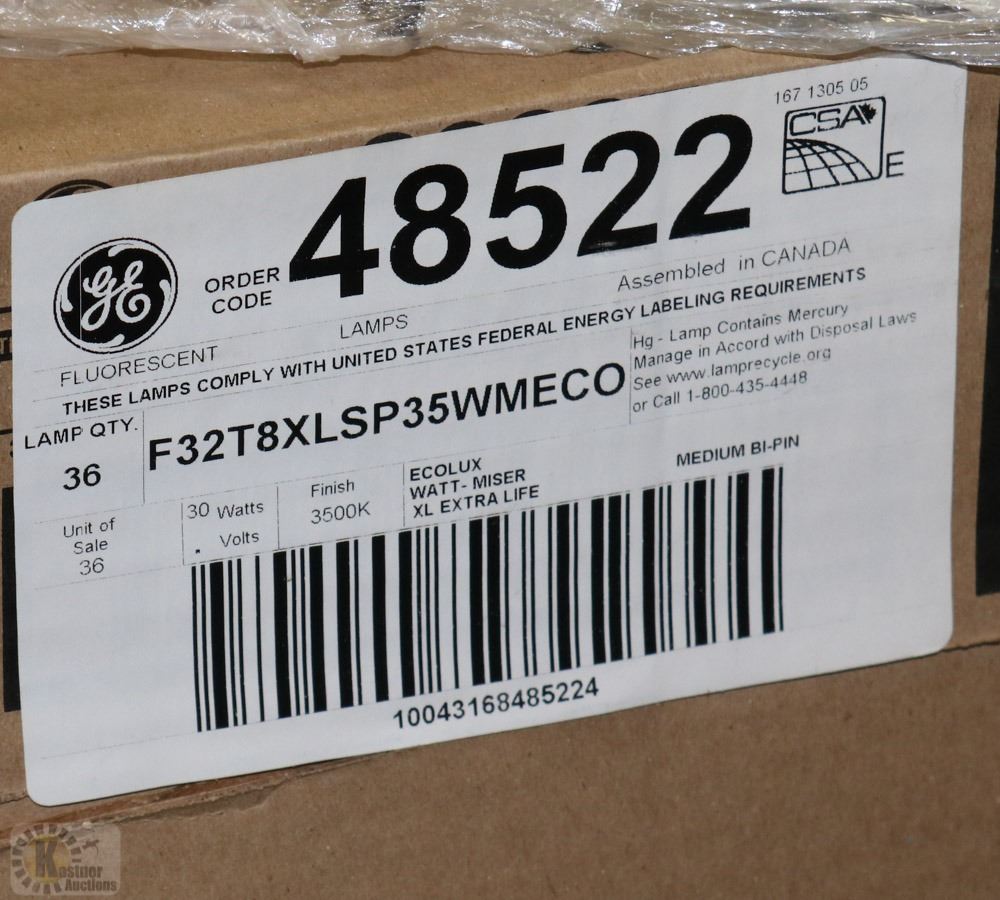 167 1305 05
CSA
E
GE
ORDER CODE
48522
Assembled in CANADA
FLUORESCENT LAMPS
THESE LAMPS COMPLY WITH UNITED STATES FEDERAL ENERGY LABELING REQUIREMENTS
LAMP QTY.
36
F32T8XLSP35WMECO
Hg - Lamp Contains Mercury
Manage in Accord with Disposal Laws
See www.lamprecycle.org
or Call 1-800-435-4448
Unit of
Sale
36
30 Watts
. Volts
Finish
3500K
ECOLUX
WATT- MISER
XL EXTRA LIFE
MEDIUM BI-PIN
10043168485224
Kastner
Auctions